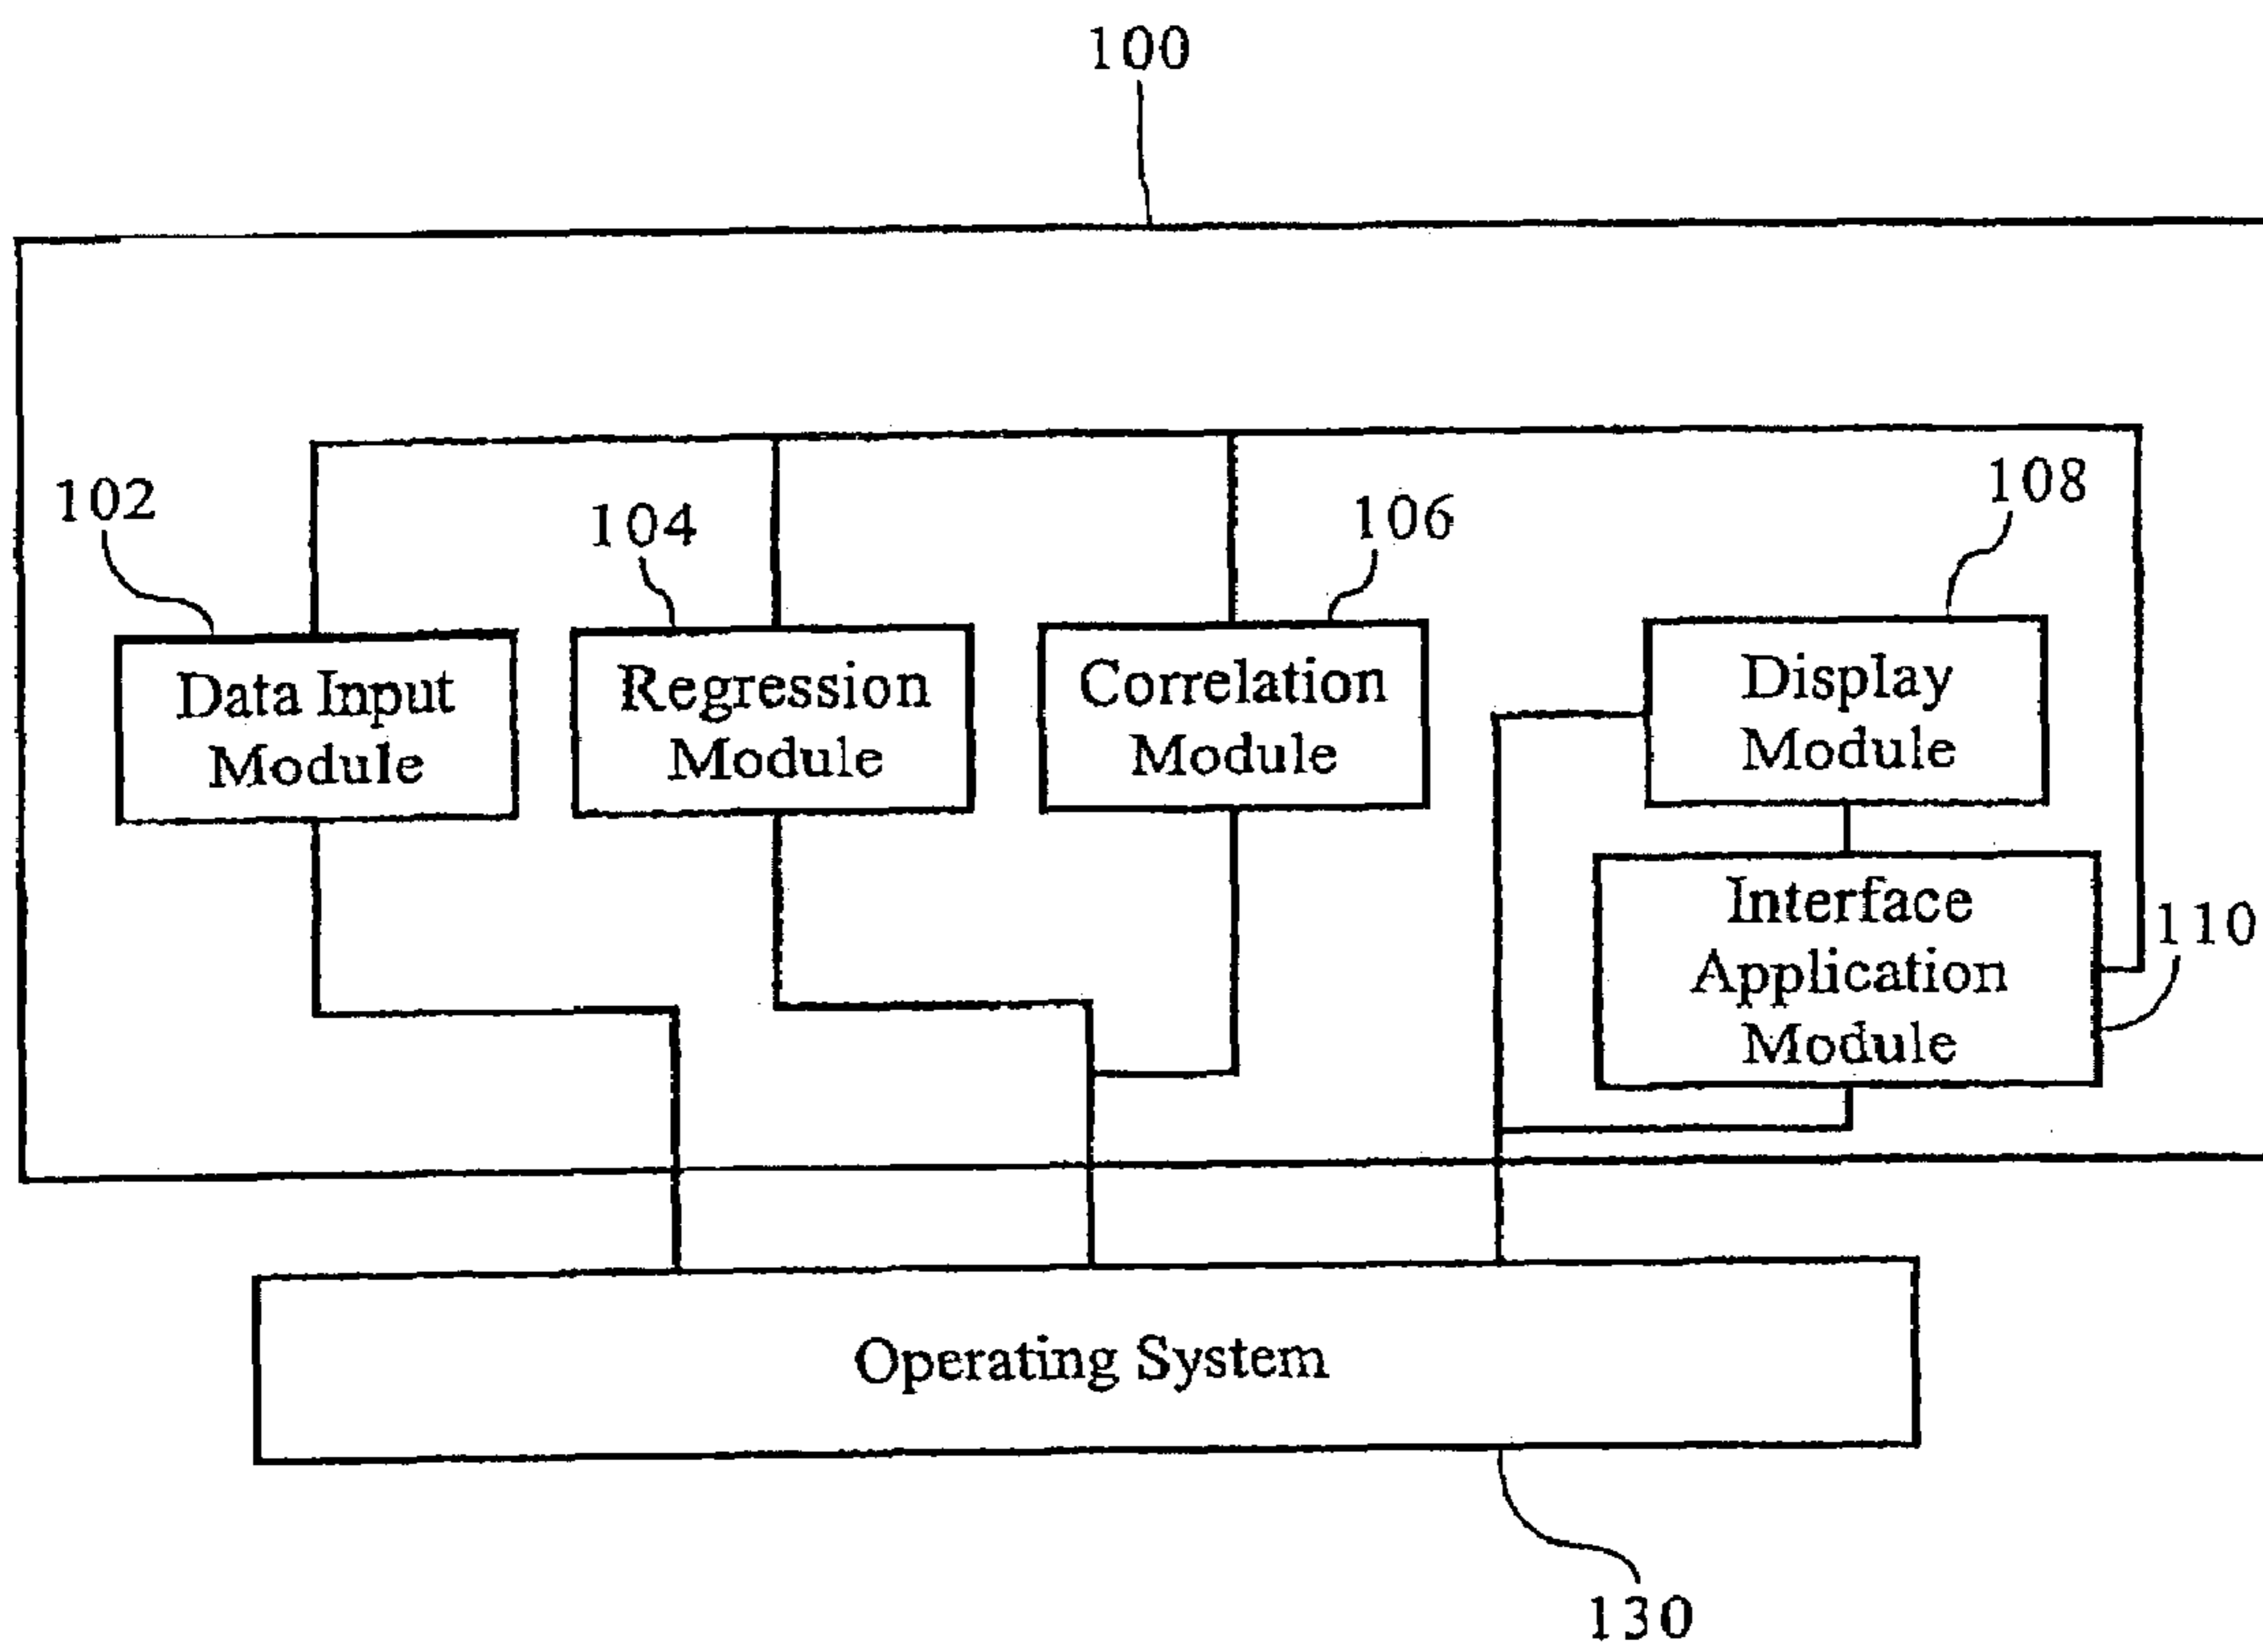 100
102
104
106
108
Data Input
Module
Regression
Module
Correlation
Module
Display
Module
Interface
Application
Module
110
Operating System
130